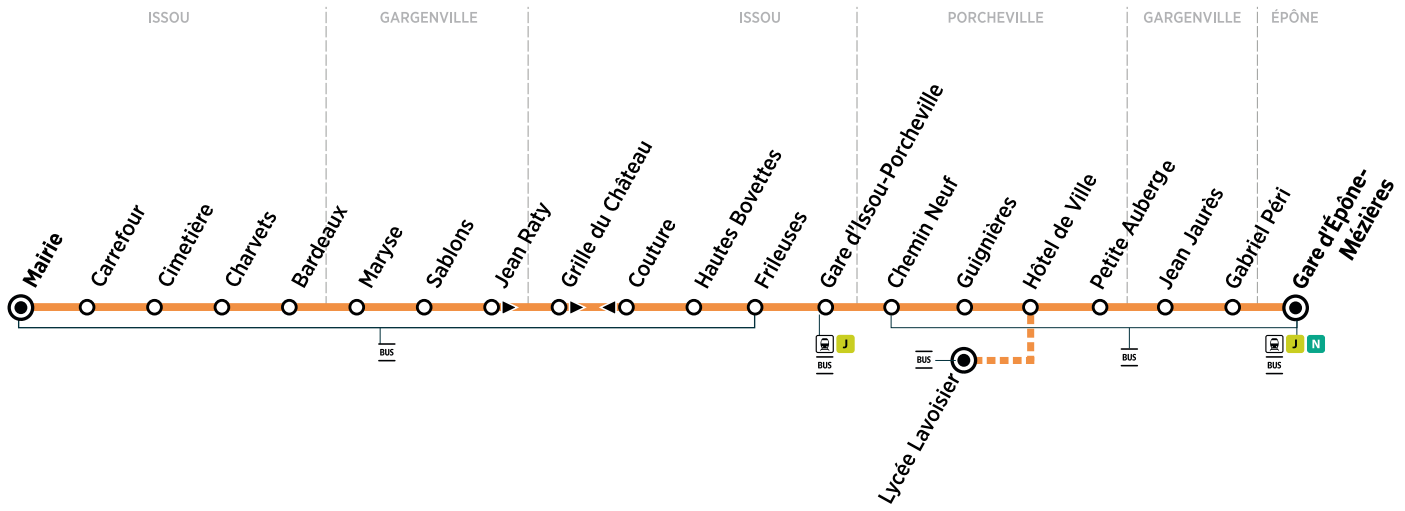 ISSOU
GARGENVILLE
ISSOU
PORCHEVILLE
GARGENVILLE
ÉPÔNE
Mairie
Carrefour
Cimetière
Charvets
Bardeaux
Maryse
Sablons
Jean Raty
Grille du Château
Couture
Hautes Bovettes
Frileuses
Gare d'Issou-Porcheville
Chemin Neuf
Guignières
Hôtel de Ville
Petite Auberge
Jean Jaurès
Gabriel Péri
Gare d'Épône-
Mézières
BUS
J
BUS
BUS
Lycée Lavoisier
BUS
J
N
BUS